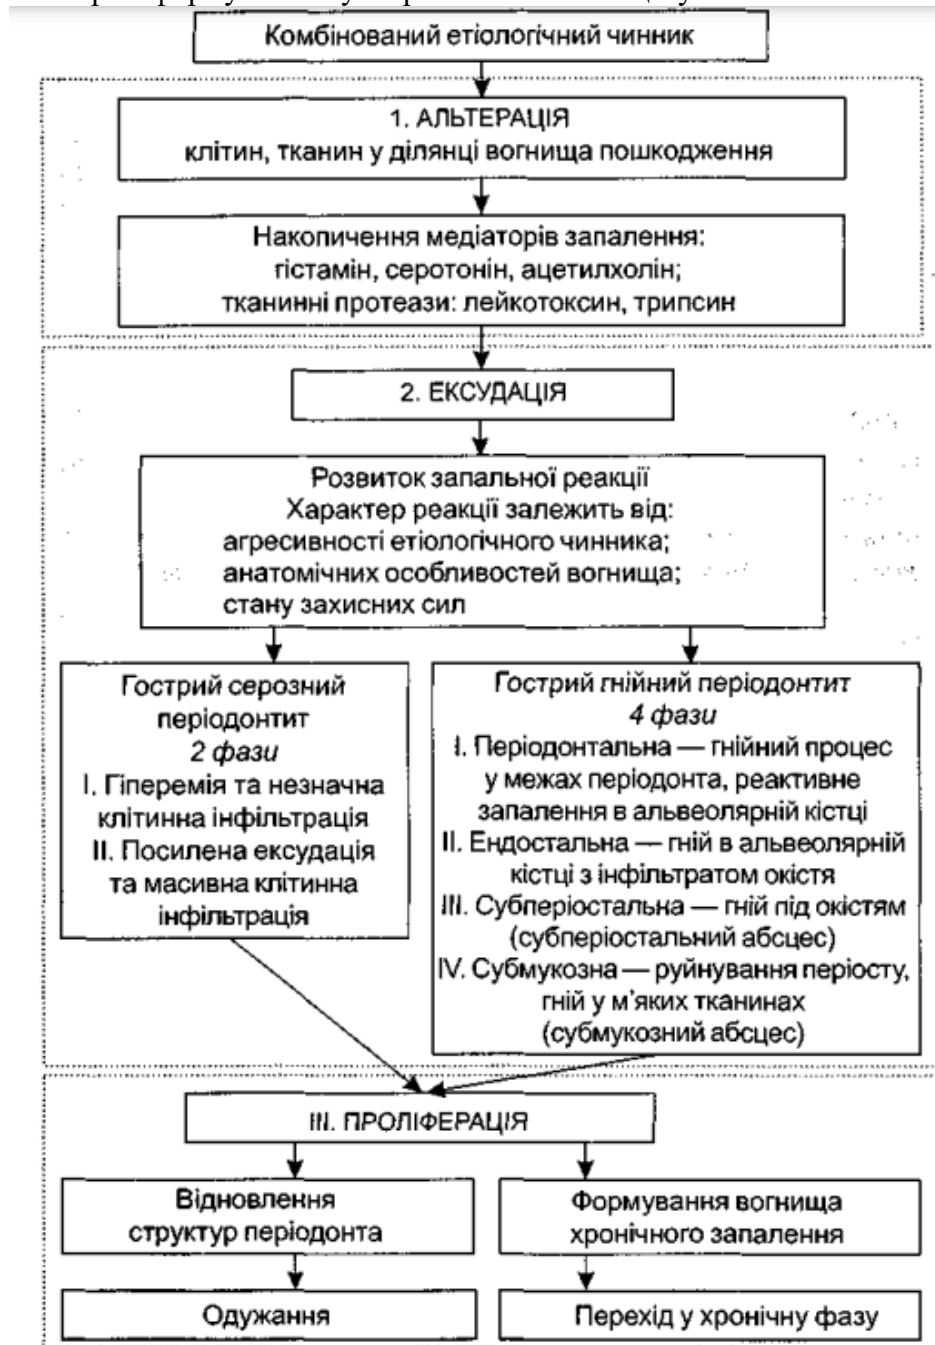 Комбінований етіологічний чинник
1. АЛЬТЕРАЦІЯ
клітин, тканин у ділянці вогнища пошкодження
Накопичення медіаторів запалення:
гістамін, серотонін, ацетилхолін;
тканинні протеази: лейкотоксин, трипсин
2. ЕКСУДАЦІЯ
Розвиток запальної реакції
Характер реакції залежить від:
агресивності етіологічного чинника;
анатомічних особливостей вогнища;
стану захисних сил
Гострий серозний
періодонтит
2 фази
І. Гіперемія та незначна
клітинна інфільтрація
ІІ. Посилена ексудація
та масивна клітинна
інфільтрація
Гострий гнійний періодонтит
4 фази
І. Періодонтальна — гнійний процес
у межах періодонта, реактивне
запалення в альвеолярній кістці
ІІ. Ендостальна — гній в альвеолярній
кістці з інфільтратом окістя
ІІІ. Субперіостальна — гній під окістям
(субперіостальний абсцес)
IV. Субмукозна — руйнування періосту,
гній у м'яких тканинах
(субмукозний абсцес)
ІІІ. ПРОЛІФЕРАЦІЯ
Відновлення
структур періодонта
Формування вогнища
хронічного запалення
Одужання
Перехід у хронічну фазу